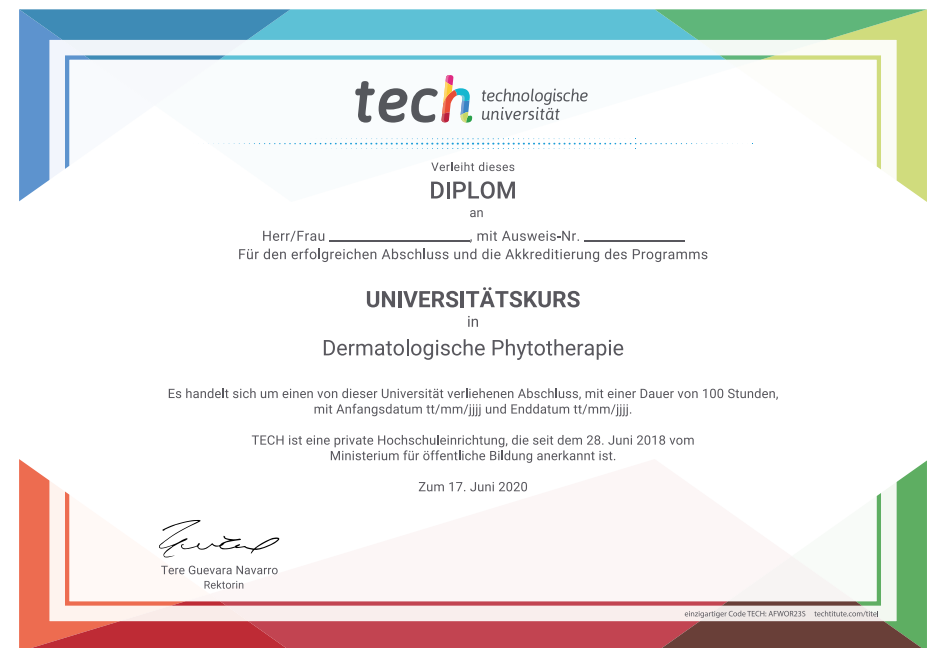 tech technologische
universität
Verleiht dieses
DIPLOM
an
Herr/Frau ____________, mit Ausweis-Nr. ____________
Für den erfolgreichen Abschluss und die Akkreditierung des Programms
UNIVERSITÄTSKURS
in
Dermatologische Phytotherapie
Es handelt sich um einen von dieser Universität verliehenen Abschluss, mit einer Dauer von 100 Stunden,
mit Anfangsdatum tt/mm/jjjj und Enddatum tt/mm/jjjj.
TECH ist eine private Hochschuleinrichtung, die seit dem 28. Juni 2018 vom
Ministerium für öffentliche Bildung anerkannt ist.
Zum 17. Juni 2020
Tere Guevara Navarro
Rektorin
einzigartiger Code TECH: AFWOR23S techtitute.com/titel